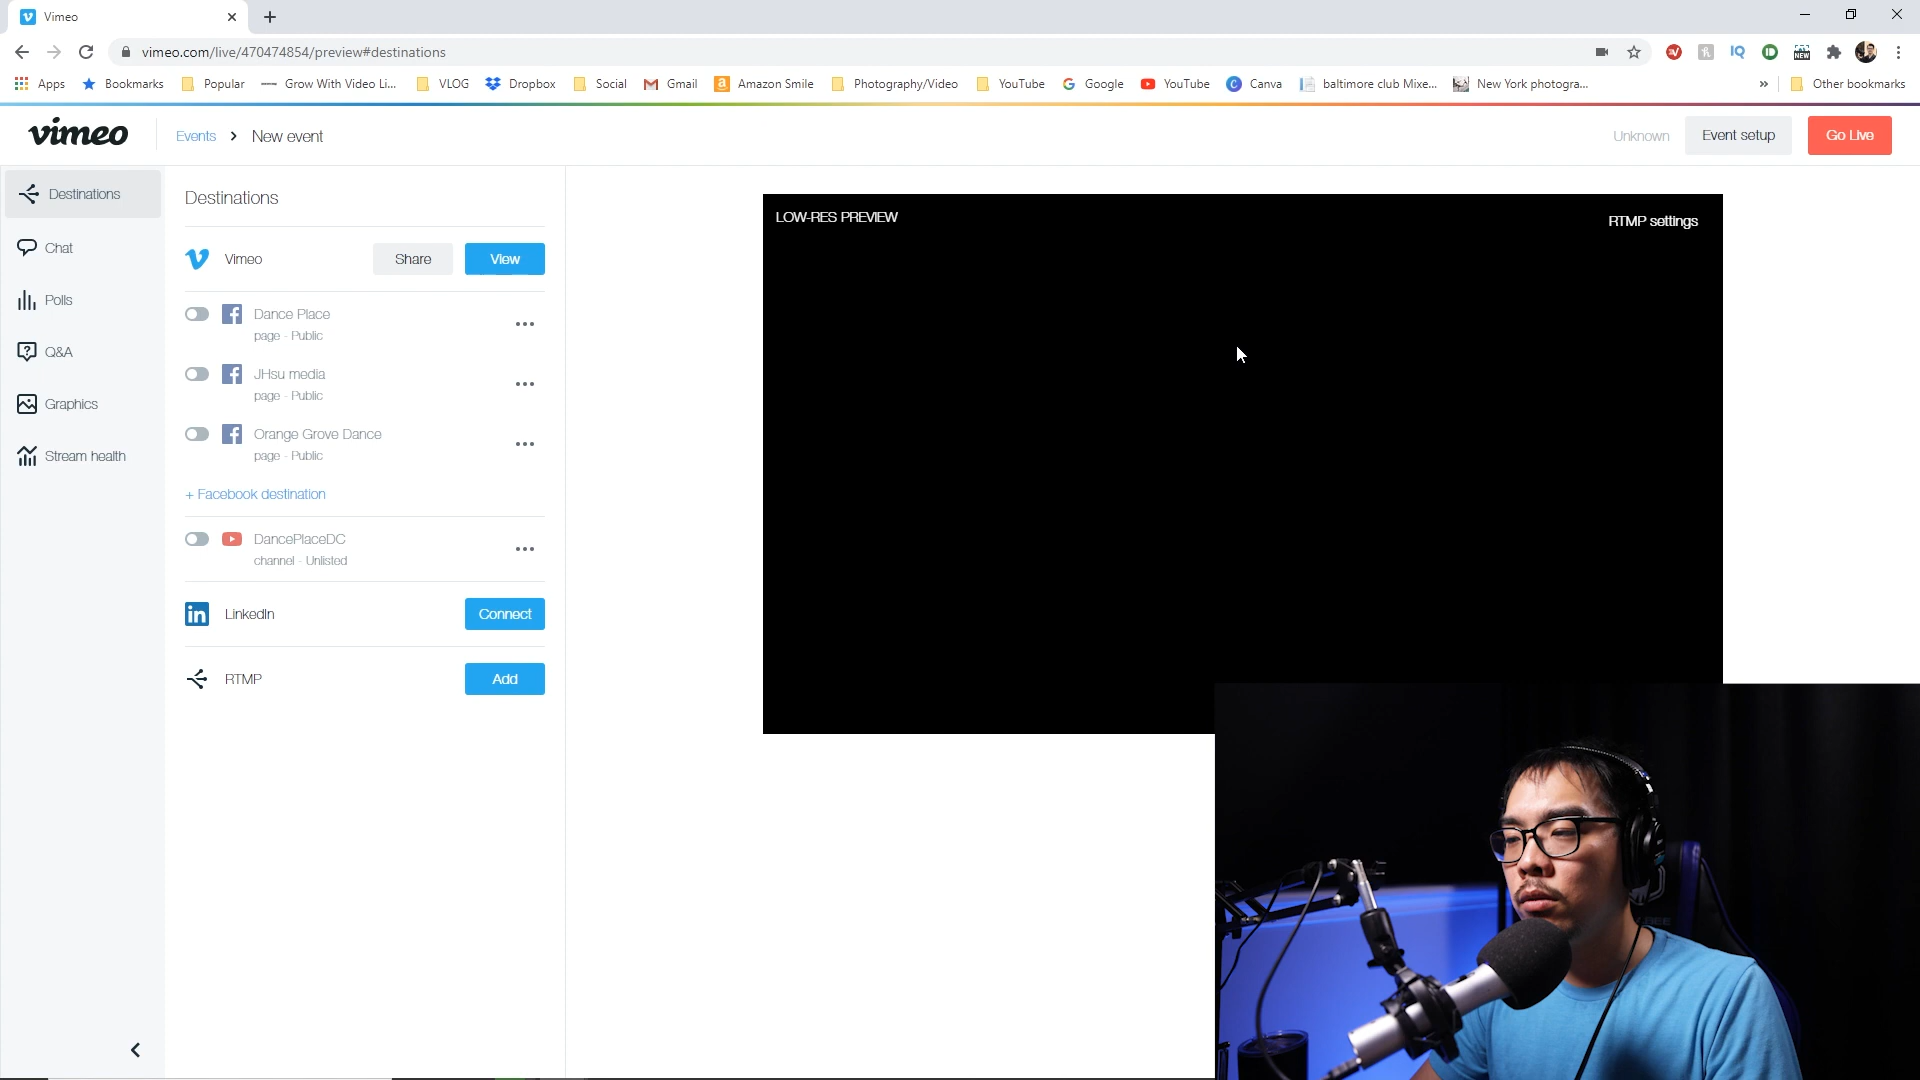 Vimeo
vimeo.com/live/470474854/preview#destinations
Apps Bookmarks Popular Grow With Video Li... VLOG Dropbox Social Gmail Amazon Smile Photography/Video YouTube Google YouTube Canva baltimore club Mixe... New York photogra... » Other bookmarks
vimeo Events > New event Unknown Event setup Go Live
Destinations
Chat
Polls
Q&A
Graphics
Stream health
Destinations
Vimeo Share View
Dance Place
page - Public
JHsu media
page - Public
Orange Grove Dance
page - Public
+ Facebook destination
DancePlaceDC
channel - Unlisted
LinkedIn Connect
RTMP Add
LOW-RES PREVIEW
RTMP settings